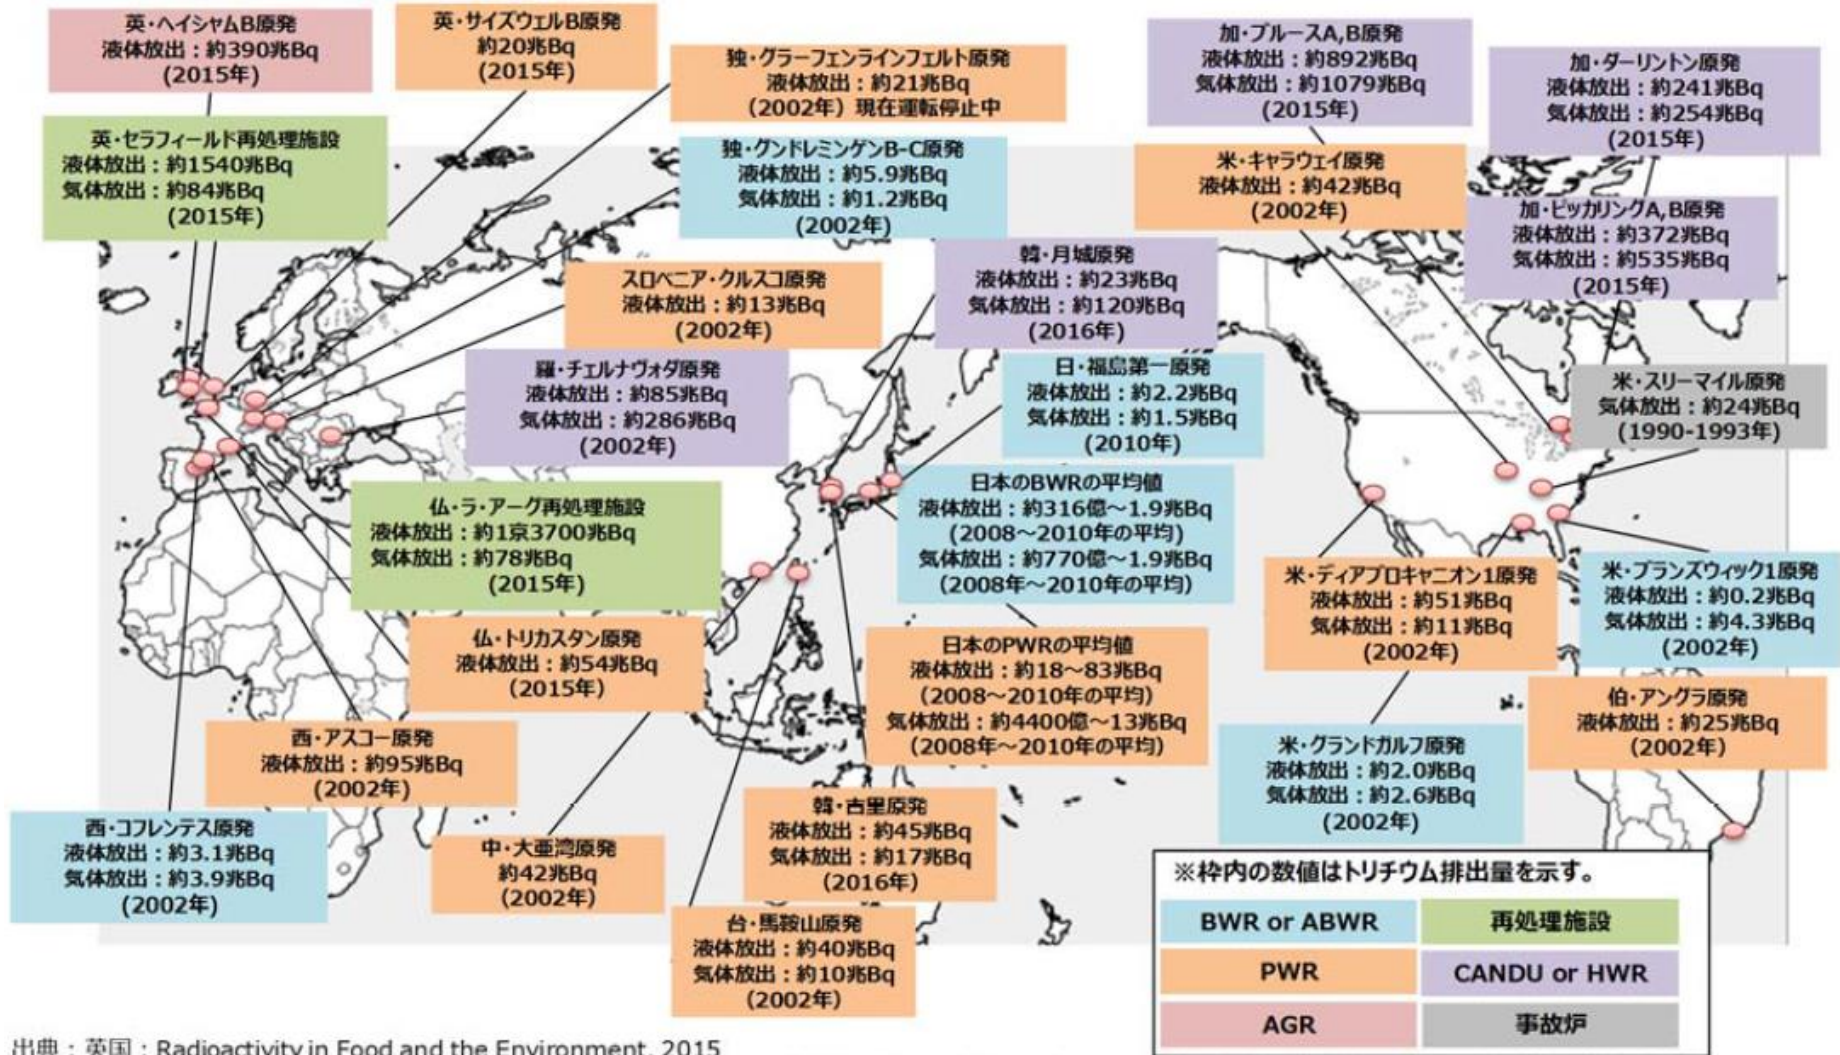 英・ヘイシャムB原発
液体放出：約390兆Bq
(2015年)
英・サイズウェルB原発
約20兆Bq
(2015年)
独・グラーフェンラインフェルト原発
液体放出：約21兆Bq
(2002年) 現在運転停止中
加・ブルースA,B原発
液体放出：約892兆Bq
気体放出：約1079兆Bq
(2015年)
加・ダーリントン原発
液体放出：約241兆Bq
気体放出：約254兆Bq
(2015年)
英・セラフィールド再処理施設
液体放出：約1540兆Bq
気体放出：約84兆Bq
(2015年)
独・グンドレミンゲンB-C原発
液体放出：約5.9兆Bq
気体放出：約1.2兆Bq
(2002年)
米・キャラウェイ原発
液体放出：約42兆Bq
(2002年)
加・ピッカリングA,B原発
液体放出：約372兆Bq
気体放出：約535兆Bq
(2015年)
スロベニア・クルスコ原発
液体放出：約13兆Bq
(2002年)
韓・月城原発
液体放出：約23兆Bq
気体放出：約120兆Bq
(2016年)
羅・チェルナヴォダ原発
液体放出：約85兆Bq
気体放出：約286兆Bq
(2002年)
日・福島第一原発
液体放出：約2.2兆Bq
気体放出：約1.5兆Bq
(2010年)
米・スリーマイル原発
気体放出：約24兆Bq
(1990-1993年)
仏・ラ・アーグ再処理施設
液体放出：約1京3700兆Bq
気体放出：約78兆Bq
(2015年)
日本のBWRの平均値
液体放出：約316億～1.9兆Bq
(2008～2010年の平均)
気体放出：約770億～1.9兆Bq
(2008年～2010年の平均)
米・ディアブロキャニオン1原発
液体放出：約51兆Bq
気体放出：約11兆Bq
(2002年)
米・ブランズウィック1原発
液体放出：約0.2兆Bq
気体放出：約4.3兆Bq
(2002年)
仏・トリカスタン原発
液体放出：約54兆Bq
(2015年)
日本のPWRの平均値
液体放出：約18～83兆Bq
(2008～2010年の平均)
気体放出：約4400億～13兆Bq
(2008年～2010年の平均)
西・アスコー原発
液体放出：約95兆Bq
(2002年)
米・グランドガルフ原発
液体放出：約2.0兆Bq
気体放出：約2.6兆Bq
(2002年)
伯・アングラ原発
液体放出：約25兆Bq
(2002年)
西・コフレンテス原発
液体放出：約3.1兆Bq
気体放出：約3.9兆Bq
(2002年)
中・大亜湾原発
約42兆Bq
(2002年)
韓・古里原発
液体放出：約45兆Bq
気体放出：約17兆Bq
(2016年)
台・馬鞍山原発
液体放出：約40兆Bq
気体放出：約10兆Bq
(2002年)
※枠内の数値はトリチウム排出量を示す。
BWR or ABWR
再処理施設
PWR
CANDU or HWR
AGR
事故炉
出典：英国：Radioactivity in Food and the Environment, 2015